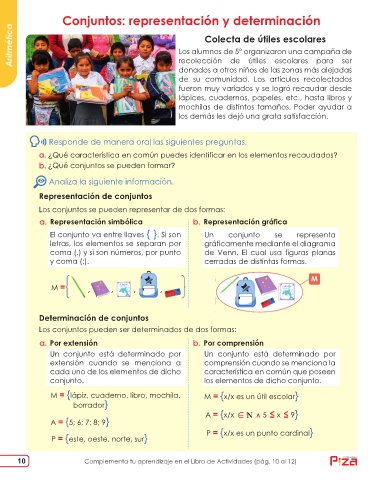 Aritmética
Conjuntos: representación y determinación
Colecta de útiles escolares
Los alumnos de 5° organizaron una campaña de
recolección de útiles escolares para ser
donados a otros niños de las zonas más alejadas
de su comunidad. Los artículos recolectados
fueron muy variados y se logró recaudar desde
lápices, cuadernos, papeles, etc., hasta libros y
mochilas de distintos tamaños. Poder ayudar a
los demás les dejó una grata satisfacción.
Responde de manera oral las siguientes preguntas.
a. ¿Qué característica en común puedes identificar en los elementos recaudados?
b. ¿Qué conjuntos se pueden formar?
Analiza la siguiente información.
Representación de conjuntos
Los conjuntos se pueden representar de dos formas:
a. Representación simbólica
El conjunto va entre llaves { }. Si son
letras, los elementos se separan por
coma (,) y si son números, por punto
y coma (;).
M = { , , , , }
b. Representación gráfica
Un conjunto se representa
gráficamente mediante el diagrama
de Venn. El cual usa figuras planas
cerradas de distintas formas.
M
Determinación de conjuntos
Los conjuntos pueden ser determinados de dos formas:
a. Por extensión
Un conjunto está determinado por
extensión cuando se menciona a
cada uno de los elementos de dicho
conjunto.
M = {lápiz, cuaderno, libro, mochila,
borrador}
A = {5; 6; 7; 8; 9}
P = {este, oeste, norte, sur}
b. Por comprensión
Un conjunto está determinado por
comprensión cuando se menciona la
característica en común que poseen
los elementos de dicho conjunto.
M = {x/x es un útil escolar}
A = {x/x ∈ N ∧ 5 ≤ x ≤ 9}
P = {x/x es un punto cardinal}
10
Complementa tu aprendizaje en el Libro de Actividades (pág. 10 al 12)